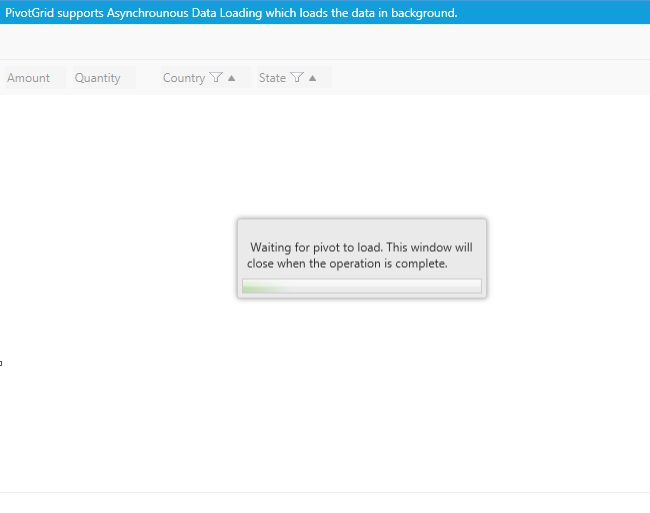 PivotGrid supports Asynchrounous Data Loading which loads the data in background.
Amount Quantity Country State
Waiting for pivot to load. This window will
close when the operation is complete.